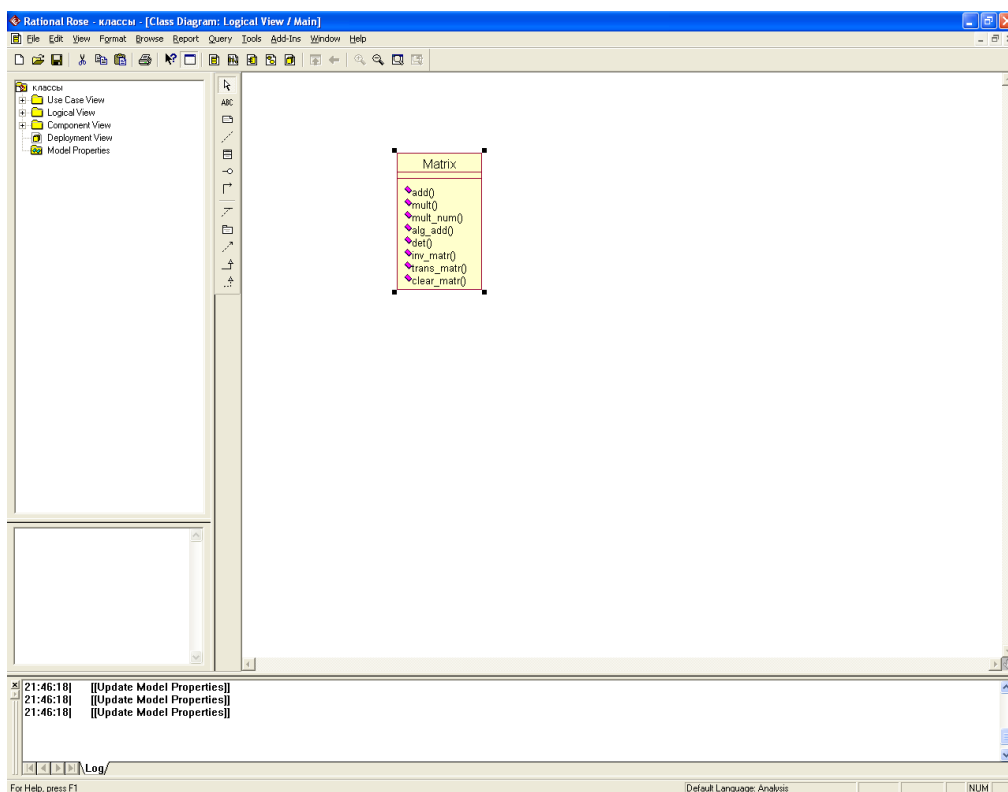 Rational Rose - классы - [Class Diagram: Logical View / Main]
File Edit View Format Browse Report Query Tools Add-Ins Window Help
классы
Use Case View
Logical View
Component View
Deployment View
Model Properties
ABC
Matrix
add()
mult()
mult_num()
alg_add()
det()
inv_matr()
trans_matr()
clear_matr()
21:46:18| [[Update Model Properties]]
21:46:18| [[Update Model Properties]]
21:46:18| [[Update Model Properties]]
Log
For Help, press F1 Default Language: Analysis NUM